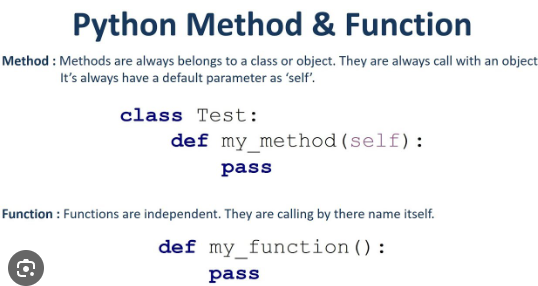 Python Method & Function
Method : Methods are always belongs to a class or object. They are always call with an object
It's always have a default parameter as 'self'.
class Test:
def my_method(self):
pass
Function : Functions are independent. They are calling by there name itself.
def my_function():
pass